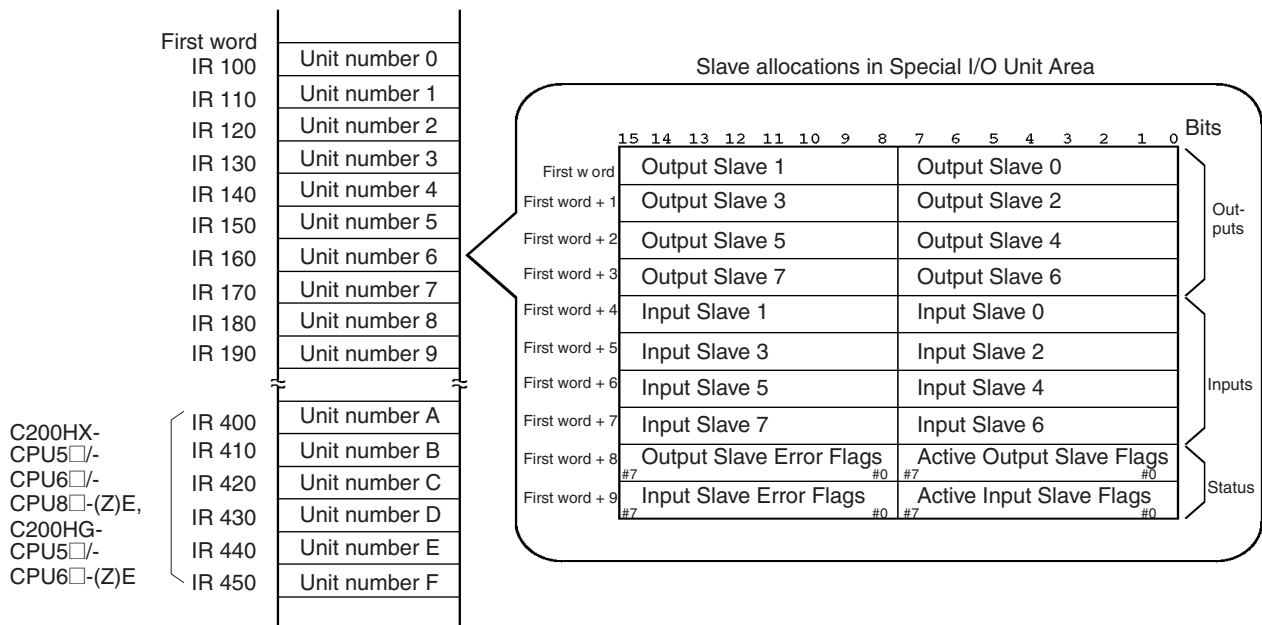 First word
IR 100 Unit number 0
IR 110 Unit number 1
IR 120 Unit number 2
IR 130 Unit number 3
IR 140 Unit number 4
IR 150 Unit number 5
IR 160 Unit number 6
IR 170 Unit number 7
IR 180 Unit number 8
IR 190 Unit number 9
C200HX-
CPU5□/-
CPU6□/-
CPU8□-(Z)E,
C200HG-
CPU5□/-
CPU6□-(Z)E
IR 400 Unit number A
IR 410 Unit number B
IR 420 Unit number C
IR 430 Unit number D
IR 440 Unit number E
IR 450 Unit number F
Slave allocations in Special I/O Unit Area
15 14 13 12 11 10 9 8 7 6 5 4 3 2 1 0 Bits
First word Output Slave 1 Output Slave 0
First word + 1 Output Slave 3 Output Slave 2
First word + 2 Output Slave 5 Output Slave 4
First word + 3 Output Slave 7 Output Slave 6
Out-
puts
First word + 4 Input Slave 1 Input Slave 0
First word + 5 Input Slave 3 Input Slave 2
First word + 6 Input Slave 5 Input Slave 4
First word + 7 Input Slave 7 Input Slave 6
Inputs
First word + 8 Output Slave Error Flags Active Output Slave Flags
#7 #0 #7 #0
First word + 9 Input Slave Error Flags Active Input Slave Flags
#7 #0 #7 #0
Status